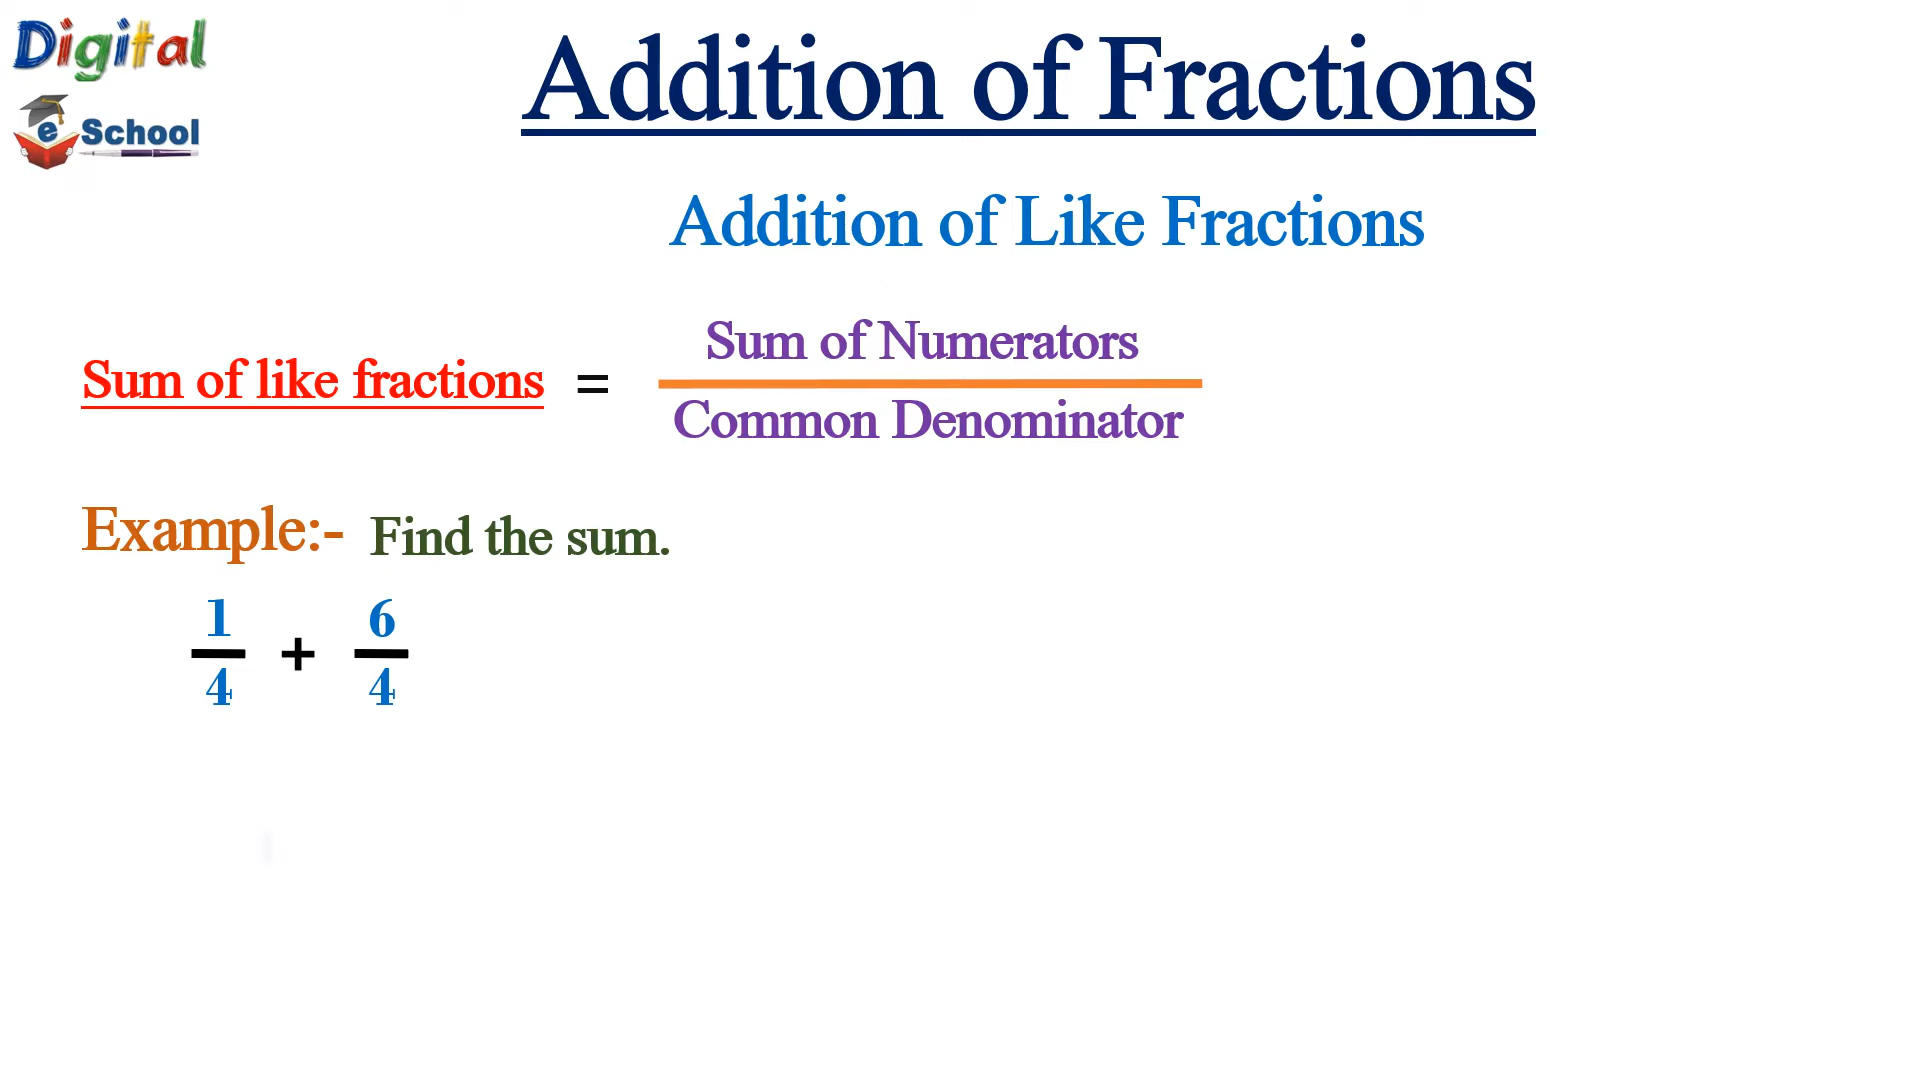 Digital
e School
Addition of Fractions
Addition of Like Fractions
Sum of like fractions = Sum of Numerators
Common Denominator
Example:- Find the sum.
1 6
+
4 4